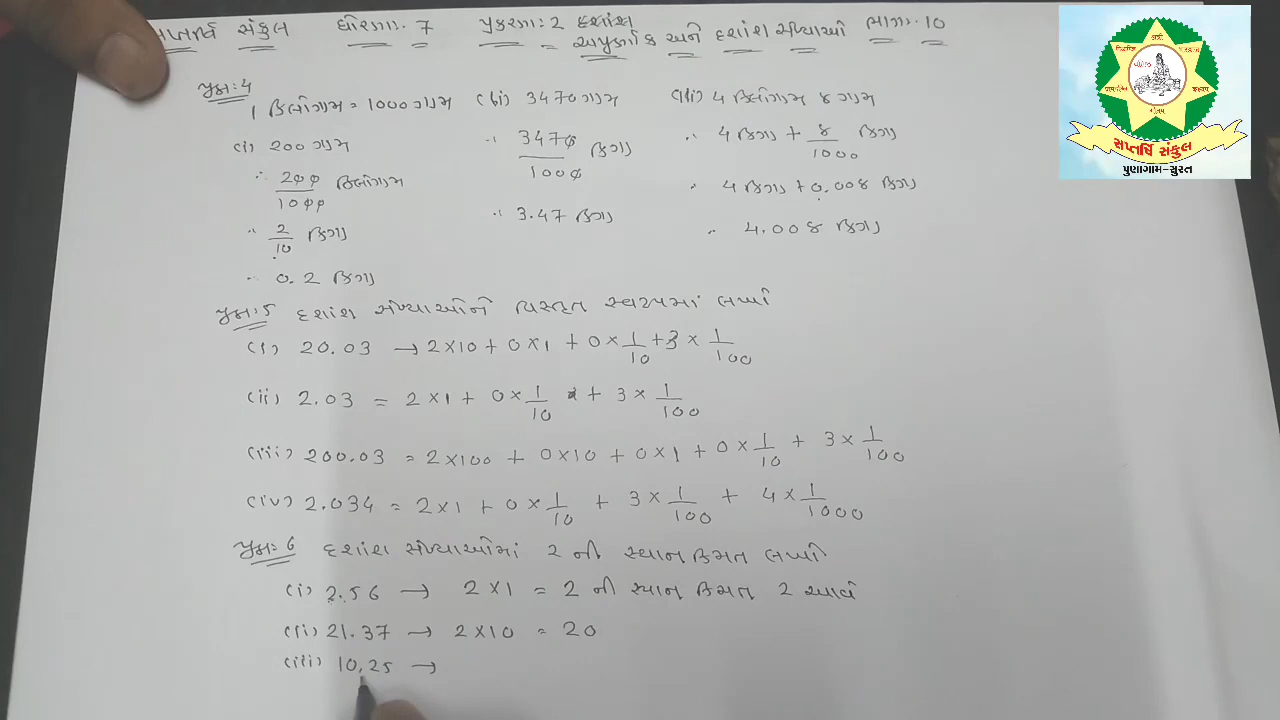 સપ્તર્ષિ સંકુલ ધોરણ. 7 પ્રકરણ: 2 દશાંશ અપૂર્ણાંક અને દશાંશ સંખ્યાઓ ભાગ: 10
પ્રશ્ન: 4
1 કિલોગ્રામ = 1000 ગ્રામ
(i) 200 ગ્રામ
∴ 200/1000 કિલોગ્રામ
∴ 2/10 કિગ્રા
∴ 0.2 કિગ્રા
(ii) 3470 ગ્રામ
∴ 3470/1000 કિગ્રા
∴ 3.47 કિગ્રા
(iii) 4 કિલોગ્રામ ૪ ગ્રામ
∴ 4 કિગ્રા + ૪/1000 કિગ્રા
∴ 4 કિગ્રા + 0.00૪ કિગ્રા
∴ 4.00૪ કિગ્રા
પ્રશ્ન: 5 દશાંશ સંખ્યાઓને વિસ્તૃત સ્વરૂપમાં લખો
(i) 20.03 → 2×10 + 0×1 + 0×1/10 + 3×1/100
(ii) 2.03 = 2×1 + 0×1/10 + 3×1/100
(iii) 200.03 = 2×100 + 0×10 + 0×1 + 0×1/10 + 3×1/100
(iv) 2.034 = 2×1 + 0×1/10 + 3×1/100 + 4×1/1000
પ્રશ્ન: 6 દશાંશ સંખ્યાઓમાં 2 ની સ્થાન કિંમત લખો
(i) 2.56 → 2×1 = 2 ની સ્થાન કિંમત 2 આવે
(ii) 21.37 → 2×10 = 20
(iii) 10.25 →
સપ્તર્ષિ સંકુલ
પુણાગામ-સુરત